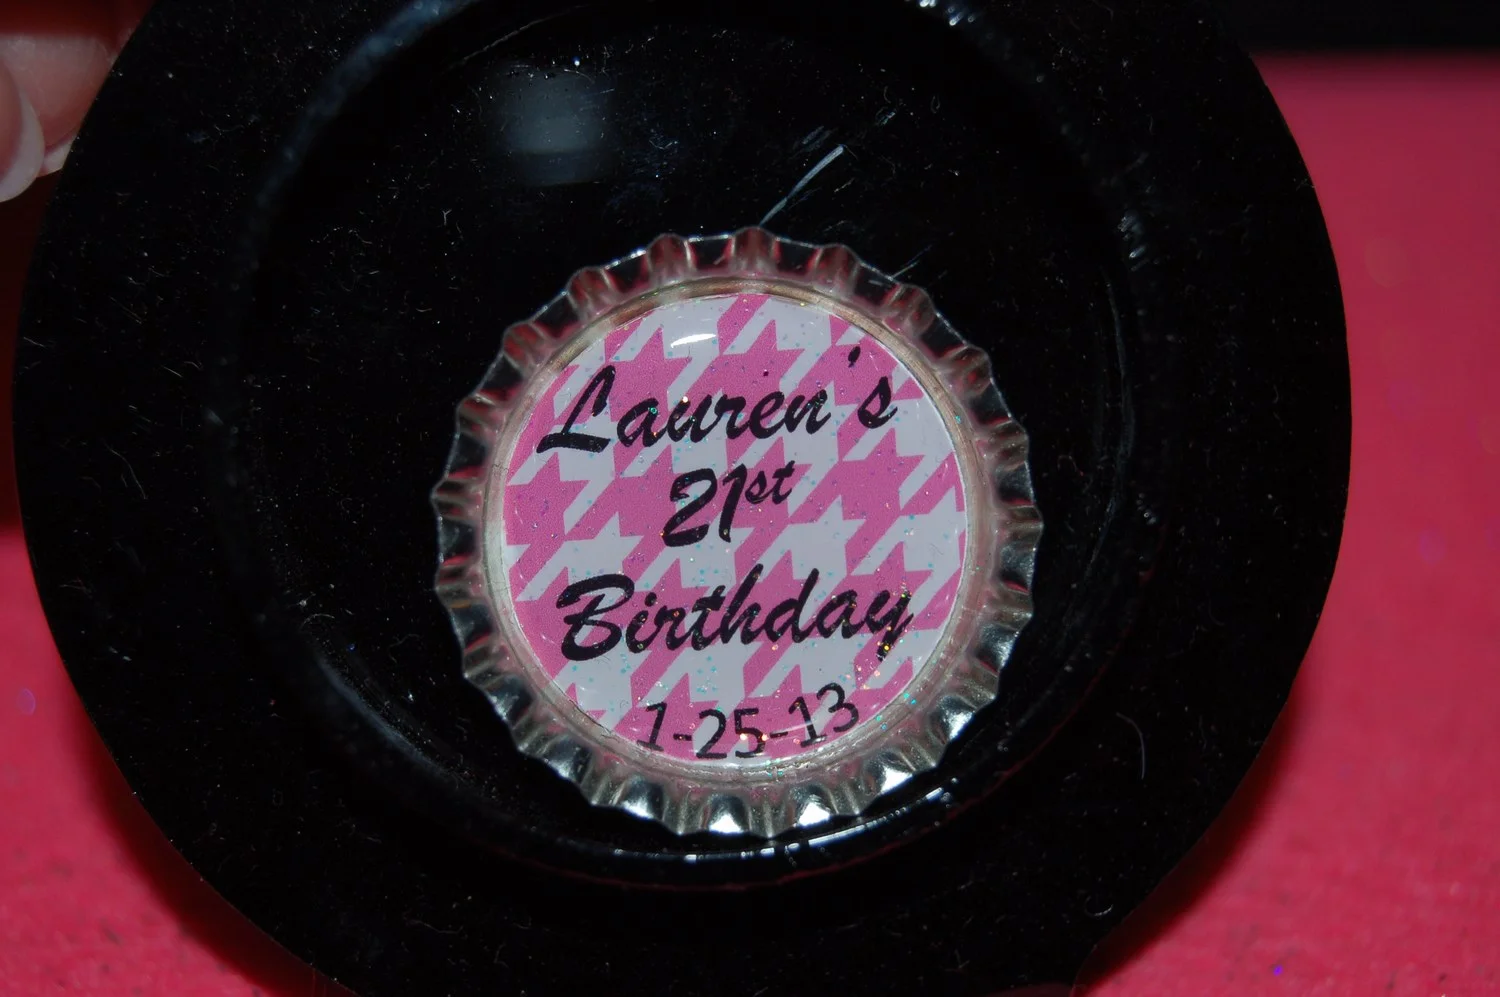 Lauren's
21st
Birthday
1-25-13